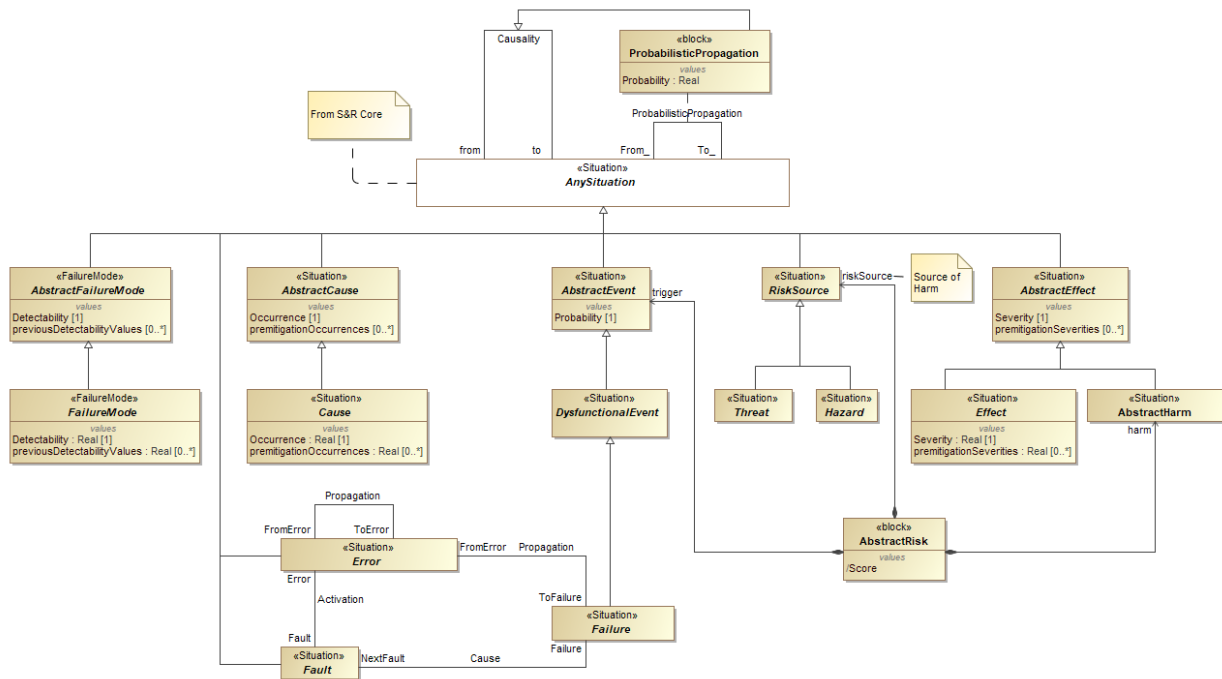 Causality
«block»
ProbabilisticPropagation
values
Probability : Real
From S&R Core
ProbabilisticPropagation
from
to
From_
To_
«Situation»
AnySituation
«FailureMode»
AbstractFailureMode
values
Detectability [1]
previousDetectabilityValues [0..*]
«Situation»
AbstractCause
values
Occurrence [1]
premitigationOccurrences [0..*]
«Situation»
AbstractEvent
values
Probability [1]
trigger
«Situation»
RiskSource
riskSource
Source of
Harm
«Situation»
AbstractEffect
values
Severity [1]
premitigationSeverities [0..*]
«FailureMode»
FailureMode
values
Detectability : Real [1]
previousDetectabilityValues : Real [0..*]
«Situation»
Cause
values
Occurrence : Real [1]
premitigationOccurrences : Real [0..*]
«Situation»
DysfunctionalEvent
«Situation»
Threat
«Situation»
Hazard
«Situation»
Effect
values
Severity : Real [1]
premitigationSeverities : Real [0..*]
«Situation»
AbstractHarm
harm
Propagation
FromError
ToError
«Situation»
Error
FromError
Propagation
«block»
AbstractRisk
values
/Score
Error
Activation
ToFailure
«Situation»
Failure
Fault
Failure
«Situation»
Fault
NextFault
Cause